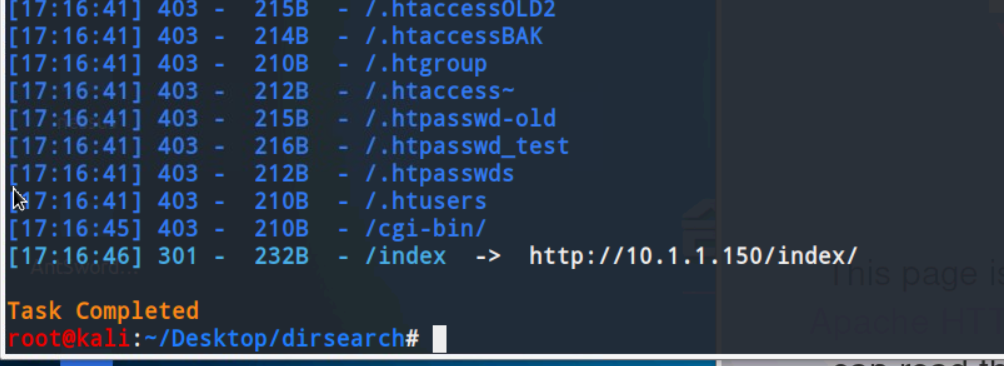 [17:16:41] 403 -  215B  - /.htaccessOLD2
[17:16:41] 403 -  214B  - /.htaccessBAK
[17:16:41] 403 -  210B  - /.htgroup
[17:16:41] 403 -  212B  - /.htaccess~
[17:16:41] 403 -  215B  - /.htpasswd-old
[17:16:41] 403 -  216B  - /.htpasswd_test
[17:16:41] 403 -  212B  - /.htpasswds
[17:16:41] 403 -  210B  - /.htusers
[17:16:45] 403 -  210B  - /cgi-bin/
[17:16:46] 301 -  232B  - /index  ->  http://10.1.1.150/index/
AntSword...
This page is
Apache HT
Task Completed
root@kali:~/Desktop/dirsearch#
can read th